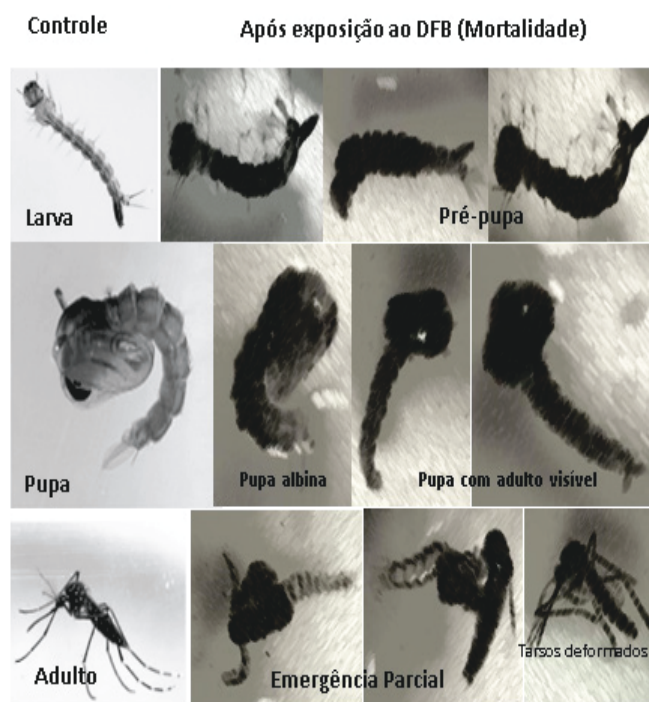 Controle
Após exposição ao DFB (Mortalidade)
Larva
Pré-pupa
Pupa
Pupa albina
Pupa com adulto visível
Adulto
Emergência Parcial
Tarsos deformados